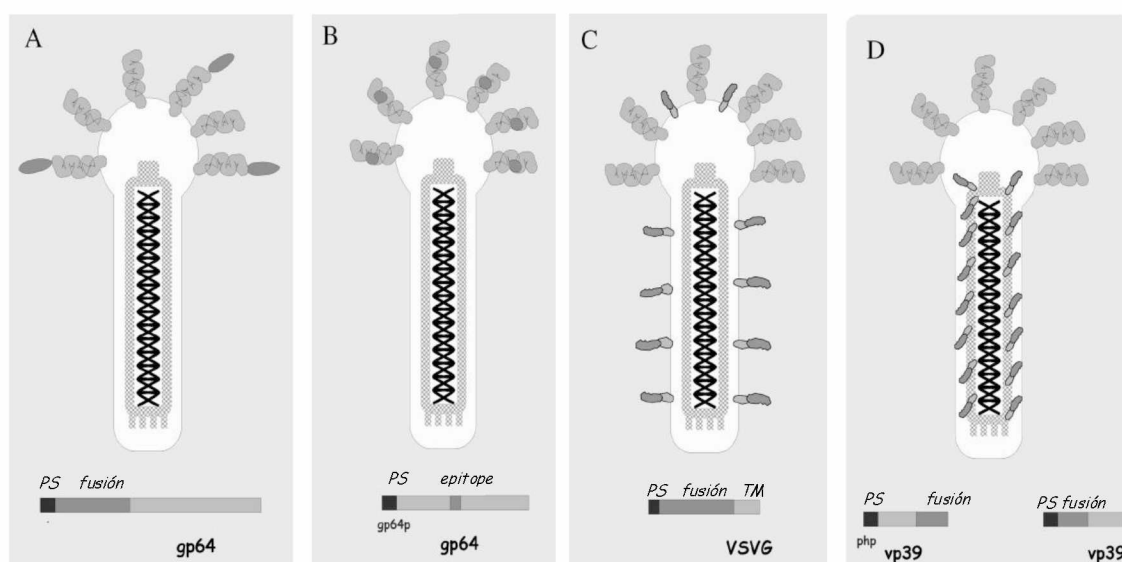 A
B
C
D
PS fusión
gp64
PS epitope
gp64p
gp64
PS fusión TM
VSVG
PS fusión
php vp39
PS fusión
vp39